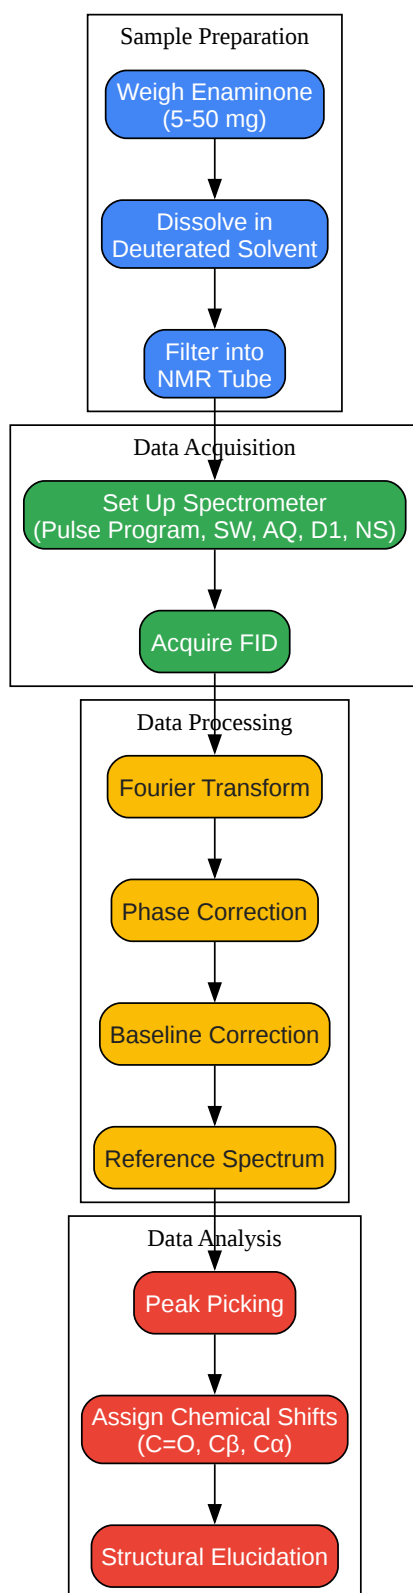 Sample Preparation
Weigh Enaminone
(5-50 mg)
Dissolve in
Deuterated Solvent
Filter into
NMR Tube
Data Acquisition
Set Up Spectrometer
(Pulse Program, SW, AQ, D1, NS)
Acquire FID
Data Processing
Fourier Transform
Phase Correction
Baseline Correction
Reference Spectrum
Data Analysis
Peak Picking
Assign Chemical Shifts
(C=O, Cβ, Cα)
Structural Elucidation